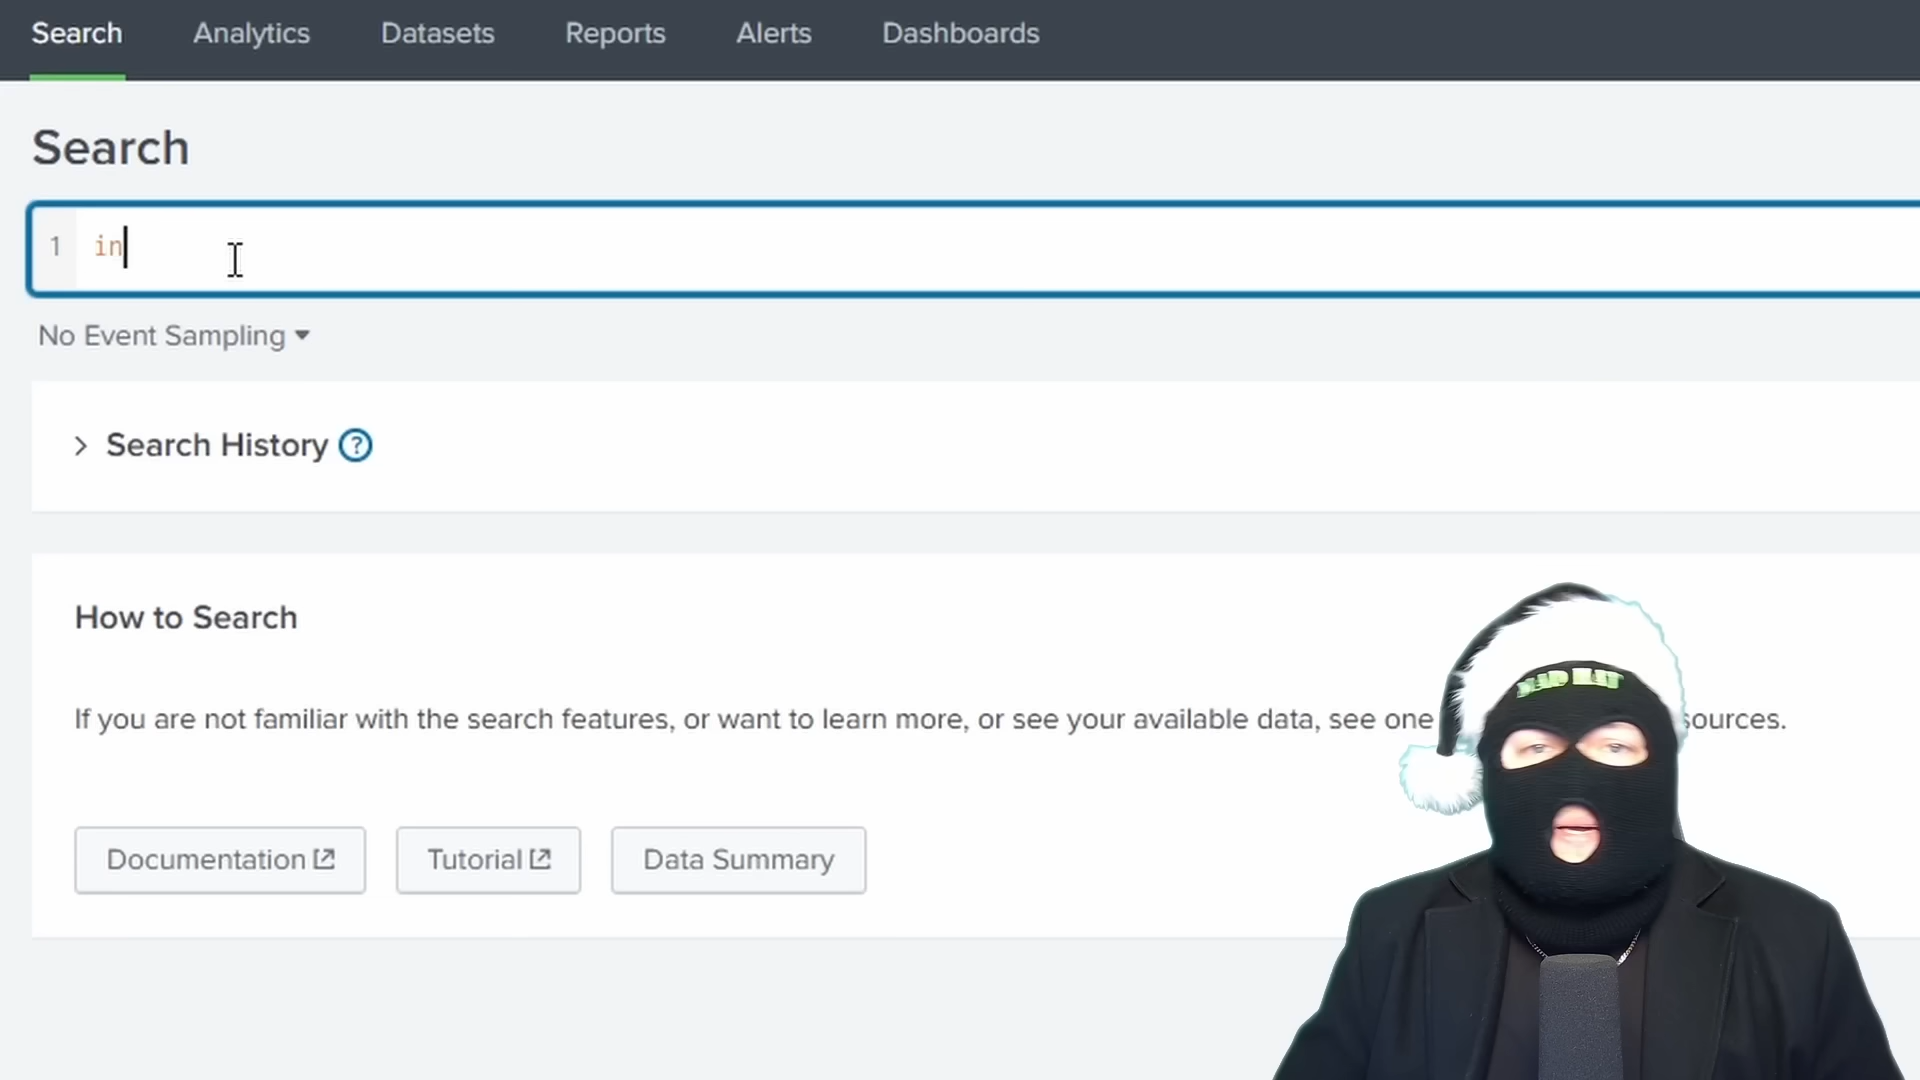 Search Analytics Datasets Reports Alerts Dashboards
Search
1 in
No Event Sampling
Search History ?
How to Search
If you are not familiar with the search features, or want to learn more, or see your available data, see one sources.
Documentation Tutorial Data Summary